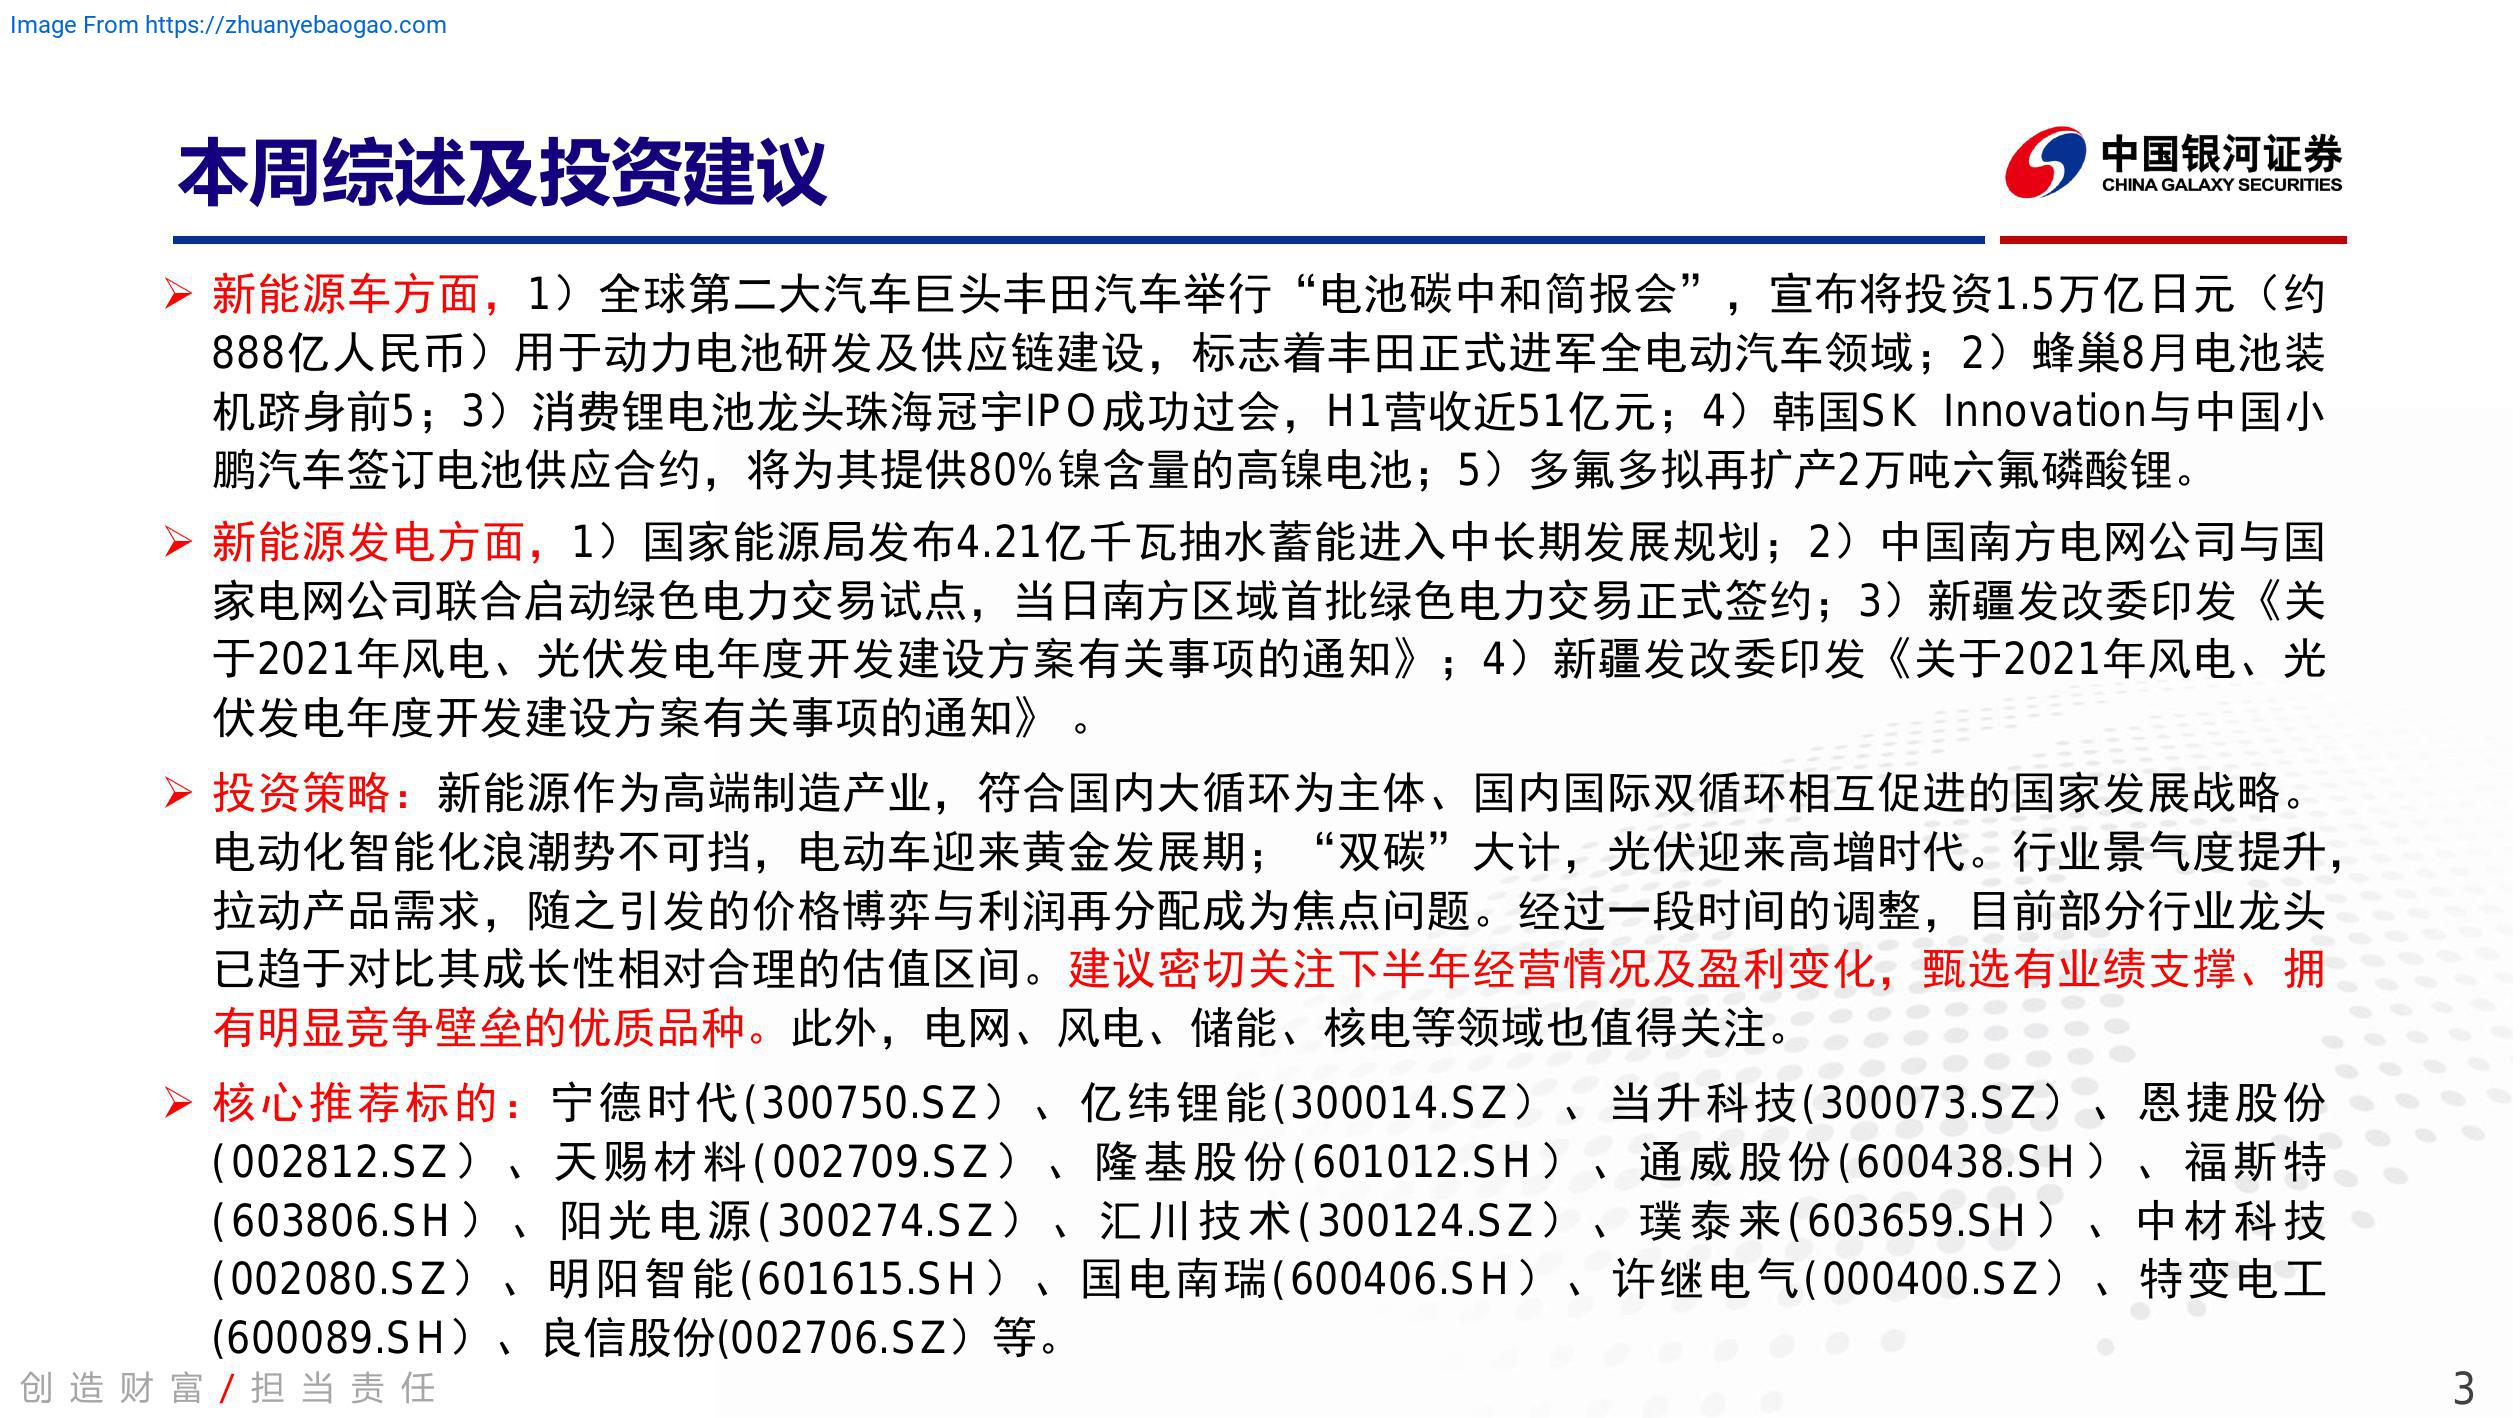 Image From https://zhuanyebaogao.com
本周综述及投资建议
中国银河证券
CHINA GALAXY SECURITIES
➢ 新能源车方面，1）全球第二大汽车巨头丰田汽车举行“电池碳中和简报会”，宣布将投资1.5万亿日元（约
888亿人民币）用于动力电池研发及供应链建设，标志着丰田正式进军全电动汽车领域；2）蜂巢8月电池装
机跻身前5；3）消费锂电池龙头珠海冠宇IPO成功过会，H1营收近51亿元；4）韩国SK Innovation与中国小
鹏汽车签订电池供应合约，将为其提供80%镍含量的高镍电池；5）多氟多拟再扩产2万吨六氟磷酸锂。
➢ 新能源发电方面，1）国家能源局发布4.21亿千瓦抽水蓄能进入中长期发展规划；2）中国南方电网公司与国
家电网公司联合启动绿色电力交易试点，当日南方区域首批绿色电力交易正式签约；3）新疆发改委印发《关
于2021年风电、光伏发电年度开发建设方案有关事项的通知》；4）新疆发改委印发《关于2021年风电、光
伏发电年度开发建设方案有关事项的通知》 。
➢ 投资策略：新能源作为高端制造产业，符合国内大循环为主体、国内国际双循环相互促进的国家发展战略。
电动化智能化浪潮势不可挡，电动车迎来黄金发展期；“双碳”大计，光伏迎来高增时代。行业景气度提升，
拉动产品需求，随之引发的价格博弈与利润再分配成为焦点问题。经过一段时间的调整，目前部分行业龙头
已趋于对比其成长性相对合理的估值区间。建议密切关注下半年经营情况及盈利变化，甄选有业绩支撑、拥
有明显竞争壁垒的优质品种。此外，电网、风电、储能、核电等领域也值得关注。
➢ 核心推荐标的：宁德时代(300750.SZ）、亿纬锂能(300014.SZ）、当升科技(300073.SZ）、恩捷股份
(002812.SZ）、天赐材料(002709.SZ）、隆基股份(601012.SH）、通威股份(600438.SH）、福斯特
(603806.SH）、阳光电源(300274.SZ）、汇川技术(300124.SZ）、璞泰来(603659.SH）、中材科技
(002080.SZ）、明阳智能(601615.SH）、国电南瑞(600406.SH）、许继电气(000400.SZ）、特变电工
(600089.SH）、良信股份(002706.SZ）等。
创造财富/担当责任
3